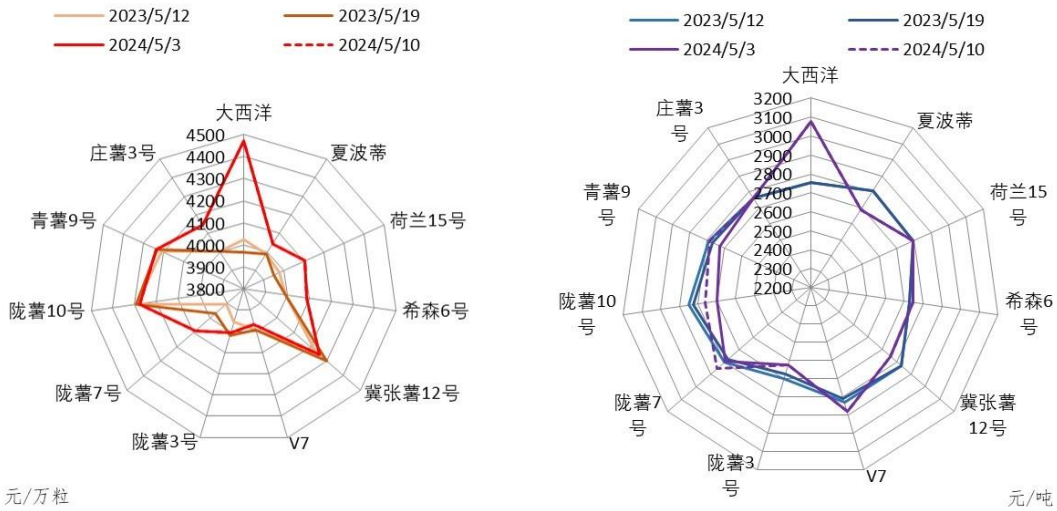 2023/5/12
2023/5/19
2024/5/3
2024/5/10
大西洋
夏波蒂
荷兰15号
希森6号
冀张薯12号
V7
陇薯3号
陇薯7号
陇薯10号
青薯9号
庄薯3号
4500
4400
4300
4200
4100
4000
3900
3800
元/万粒
2023/5/12
2023/5/19
2024/5/3
2024/5/10
大西洋
夏波蒂
荷兰15
号
希森6
号
冀张薯
12号
V7
陇薯3
号
陇薯7
号
陇薯10
号
青薯9
号
庄薯3
号
3200
3100
3000
2900
2800
2700
2600
2500
2400
2300
2200
元/吨